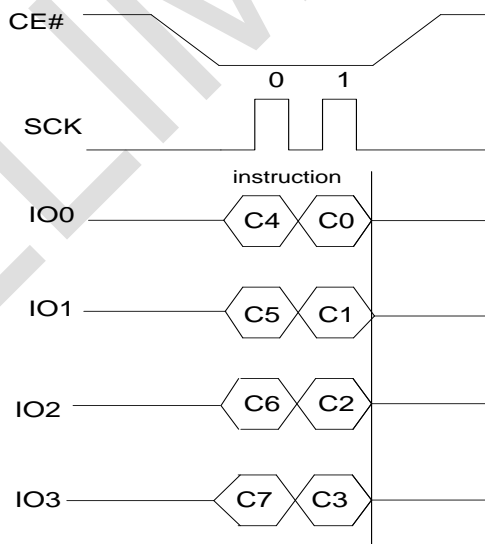 CE#
0 1
SCK
instruction
IO0 C4 C0
IO1 C5 C1
IO2 C6 C2
IO3 C7 C3